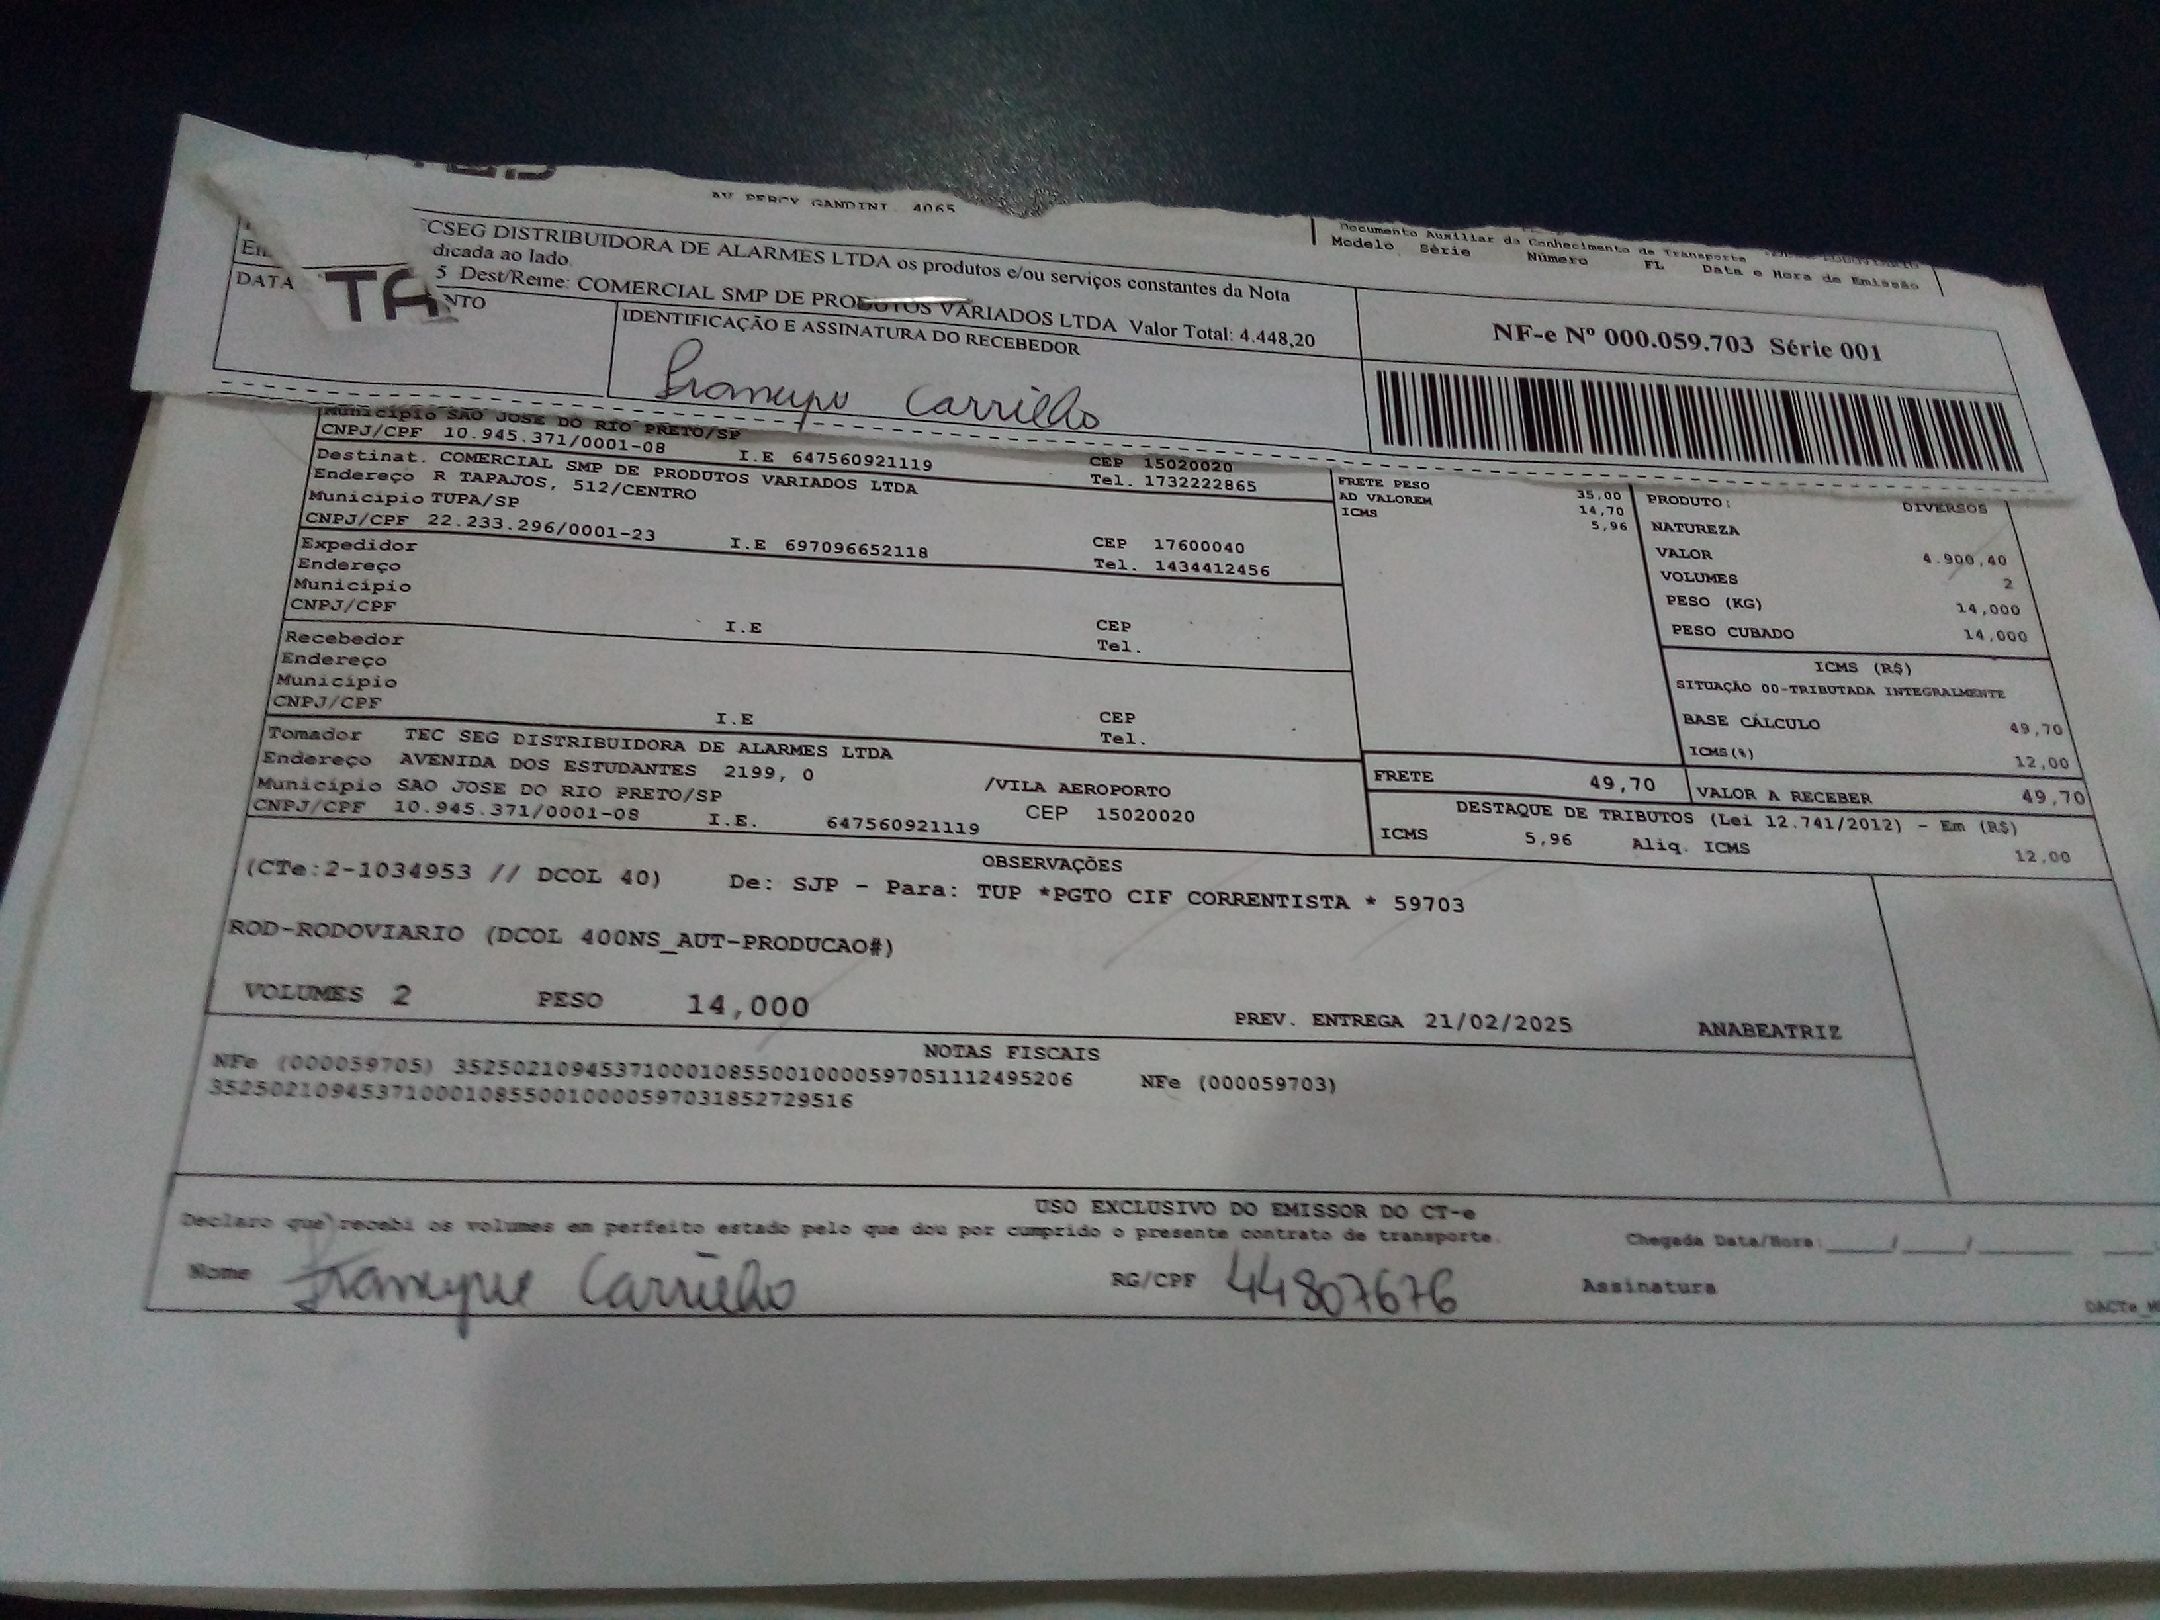 AV PERCY GANDINI, 4065
CSEG DISTRIBUIDORA DE ALARMES LTDA os produtos e/ou serviços constantes da Nota
dicada ao lado.
5 Dest/Reme: COMERCIAL SMP DE PRODUTOS VARIADOS LTDA Valor Total: 4.448,20
DATA
TA
NTO
IDENTIFICAÇÃO E ASSINATURA DO RECEBEDOR
Carrilho
Documento Auxiliar do Conhecimento de Transporte
Modelo Série Número FL Data e Hora de Emissão
NF-e Nº 000.059.703 Série 001
Município SAO JOSE DO RIO PRETO/SP
CNPJ/CPF 10.945.371/0001-08 I.E 647560921119 CEP 15020020
Tel. 1732222865
Destinat. COMERCIAL SMP DE PRODUTOS VARIADOS LTDA
Endereço R TAPAJOS, 512/CENTRO
Município TUPA/SP CEP 17600040
CNPJ/CPF 22.233.296/0001-23 I.E 697096652118 Tel. 1434412456
Expedidor
Endereço
Município CEP
CNPJ/CPF I.E Tel.
Recebedor
Endereço
Município CEP
CNPJ/CPF I.E Tel.
Tomador TEC SEG DISTRIBUIDORA DE ALARMES LTDA
Endereço AVENIDA DOS ESTUDANTES 2199, 0 /VILA AEROPORTO
Município SAO JOSE DO RIO PRETO/SP CEP 15020020
CNPJ/CPF 10.945.371/0001-08 I.E. 647560921119
FRETE PESO 35,00
AD VALOREM 14,70
ICMS 5,96
PRODUTO: DIVERSOS
NATUREZA
VALOR 4.900,40
VOLUMES 2
PESO (KG) 14,000
PESO CUBADO 14,000
ICMS (R$)
SITUAÇÃO 00-TRIBUTADA INTEGRALMENTE
BASE CÁLCULO 49,70
ICMS(%) 12,00
FRETE 49,70 VALOR A RECEBER 49,70
DESTAQUE DE TRIBUTOS (Lei 12.741/2012) - Em (R$)
ICMS 5,96 Aliq. ICMS 12,00
OBSERVAÇÕES
(CTe:2-1034953 // DCOL 40) De: SJP - Para: TUP *PGTO CIF CORRENTISTA * 59703
ROD-RODOVIARIO (DCOL 400NS_AUT-PRODUCAO#)
VOLUMES 2 PESO 14,000 PREV. ENTREGA 21/02/2025 ANABEATRIZ
NOTAS FISCAIS
NFe (000059705) 35250210945371000108550010000597051112495206 NFe (000059703)
35250210945371000108550010000597031852729516
USO EXCLUSIVO DO EMISSOR DO CT-e
Declaro que recebi os volumes em perfeito estado pelo que dou por cumprido o presente contrato de transporte. Chegada Data/Hora:
Nome Carrilho RG/CPF 44807676 Assinatura